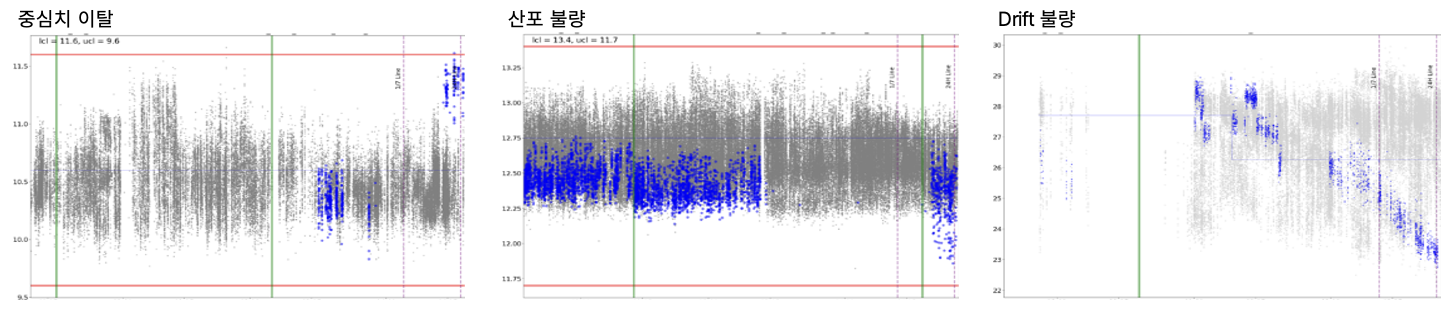 중심치 이탈
lcl = 11.6, ucl = 9.6
11.5
11.0
10.5
10.0
9.5
1/7 Line
산포 불량
lcl = 13.4, ucl = 11.7
13.25
13.00
12.75
12.50
12.25
12.00
11.75
1/7 Line
24H Line
Drift 불량
30
29
28
27
26
25
24
23
22
1/7 Line
24H Line